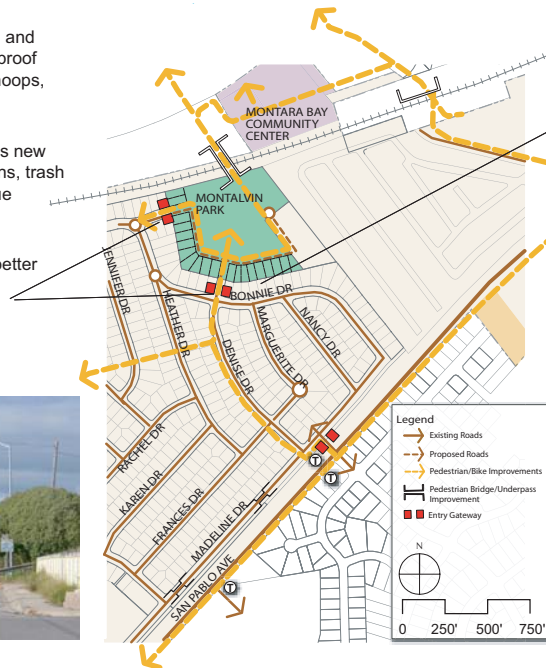 and
proof
hoops,
s new
ns, trash
ue
better
MONTARA BAY
COMMUNITY
CENTER
MONTALVIN
PARK
JENNIFER DR
HEATHER DR
BONNIE DR
NANCY DR
MARGUERITE DR
DENISE DR
RACHEL DR
KAREN DR
FRANCES DR
MADELINE DR
SAN PABLO AVE
T
T
T
Legend
Existing Roads
Proposed Roads
Pedestrian/Bike Improvements
Pedestrian Bridge/Underpass
Improvement
Entry Gateway
N
0 250' 500' 750'